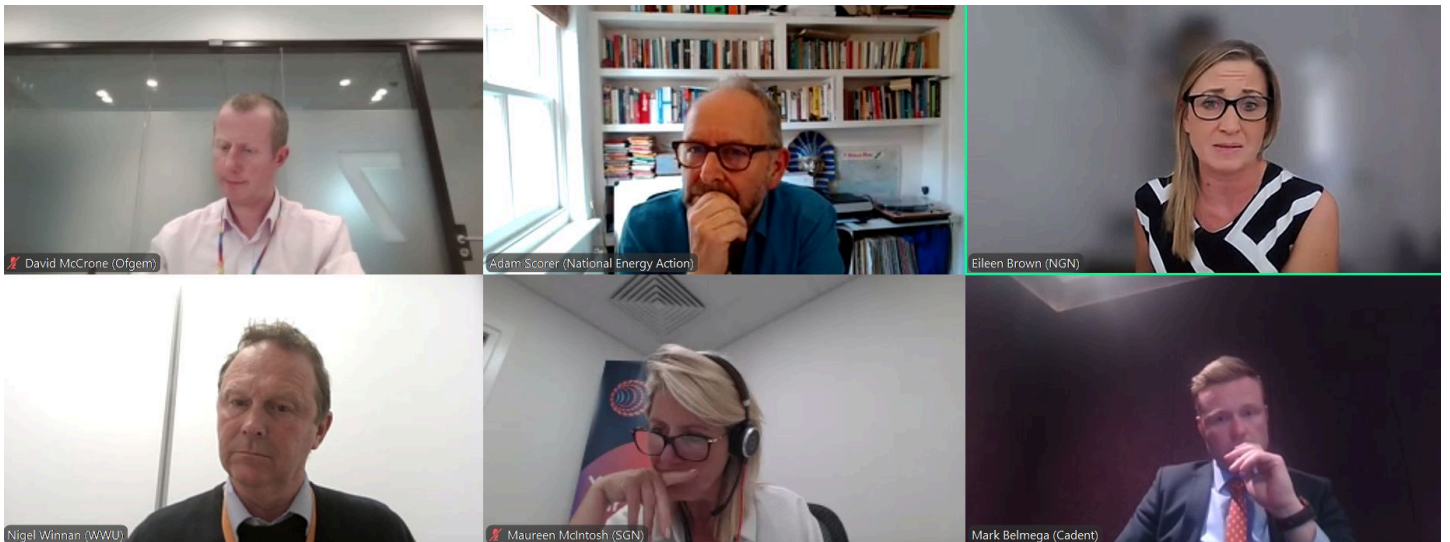 David McCrone (Ofgem)
Adam Scorer (National Energy Action)
Eileen Brown (NGN)
Nigel Winnan (WWU)
Maureen McIntosh (SGN)
Mark Belmega (Cadent)